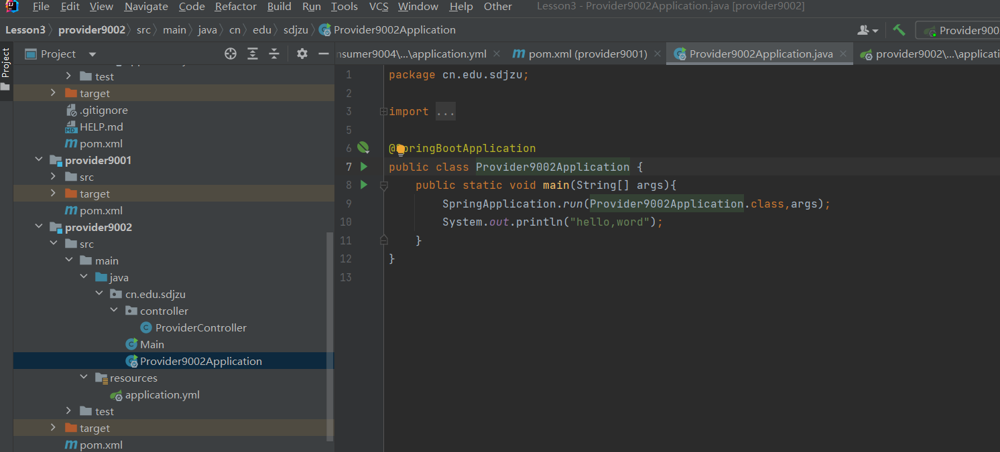 File Edit View Navigate Code Refactor Build Run Tools VCS Window Help Other Lesson3 - Provider9002Application.java [provider9002]
Lesson3 provider9002 src main java cn edu sdjzu Provider9002Application Provider900
Project
Project nsumer9004\...\application.yml pom.xml (provider9001) Provider9002Application.java provider9002\...\applicati
test
target
.gitignore
MD HELP.md
m pom.xml
provider9001
src
target
m pom.xml
provider9002
src
main
java
cn.edu.sdjzu
controller
C ProviderController
C Main
Provider9002Application
resources
application.yml
test
target
m pom.xml
1 package cn.edu.sdjzu;
2
3 import ...
5
6 @SpringBootApplication
7 public class Provider9002Application {
8 public static void main(String[] args){
9 SpringApplication.run(Provider9002Application.class,args);
10 System.out.println("hello,word");
11 }
12 }
13